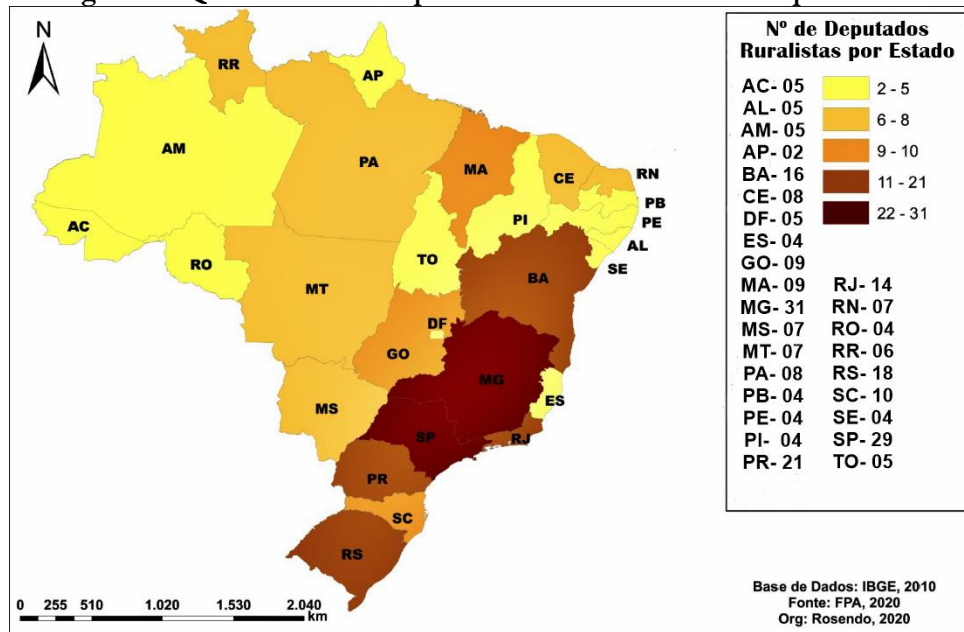 N
Nº de Deputados
Ruralistas por Estado
AC- 05
AL- 05
AM- 05
AP- 02
BA- 16
CE- 08
DF- 05
ES- 04
GO- 09
MA- 09
MG- 31
MS- 07
MT- 07
PA- 08
PB- 04
PE- 04
PI- 04
PR- 21
RJ- 14
RN- 07
RO- 04
RR- 06
RS- 18
SC- 10
SE- 04
SP- 29
TO- 05
2 - 5
6 - 8
9 - 10
11 - 21
22 - 31
RR
AP
AM
PA
MA
CE
RN
PB
PE
AL
SE
PI
AC
RO
TO
BA
MT
DF
GO
MG
ES
MS
SP
RJ
PR
SC
RS
0 255 510 1.020 1.530 2.040
km
Base de Dados: IBGE, 2010
Fonte: FPA, 2020
Org: Rosendo, 2020